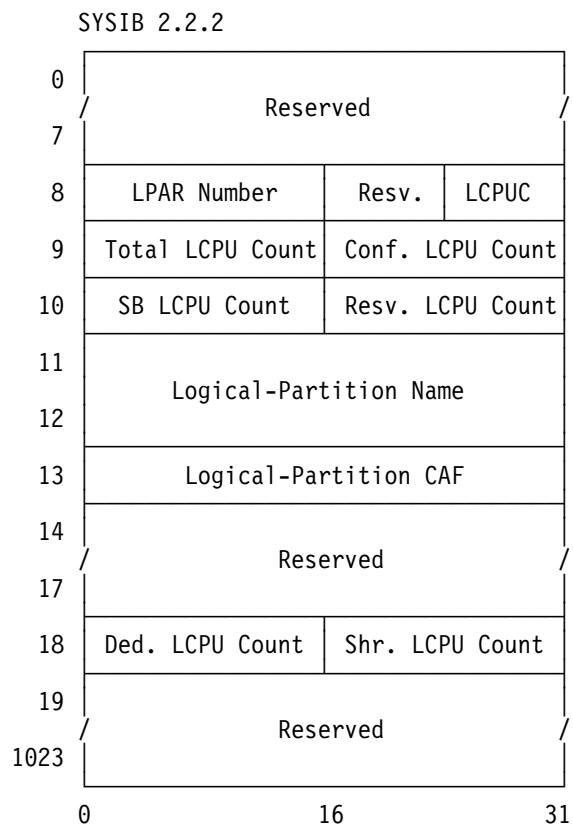 SYSIB 2.2.2
0
/ Reserved /
7
8 LPAR Number Resv. LCPUC
9 Total LCPU Count Conf. LCPU Count
10 SB LCPU Count Resv. LCPU Count
11
Logical-Partition Name
12
13 Logical-Partition CAF
14
/ Reserved /
17
18 Ded. LCPU Count Shr. LCPU Count
19
/ Reserved /
1023
0 16 31